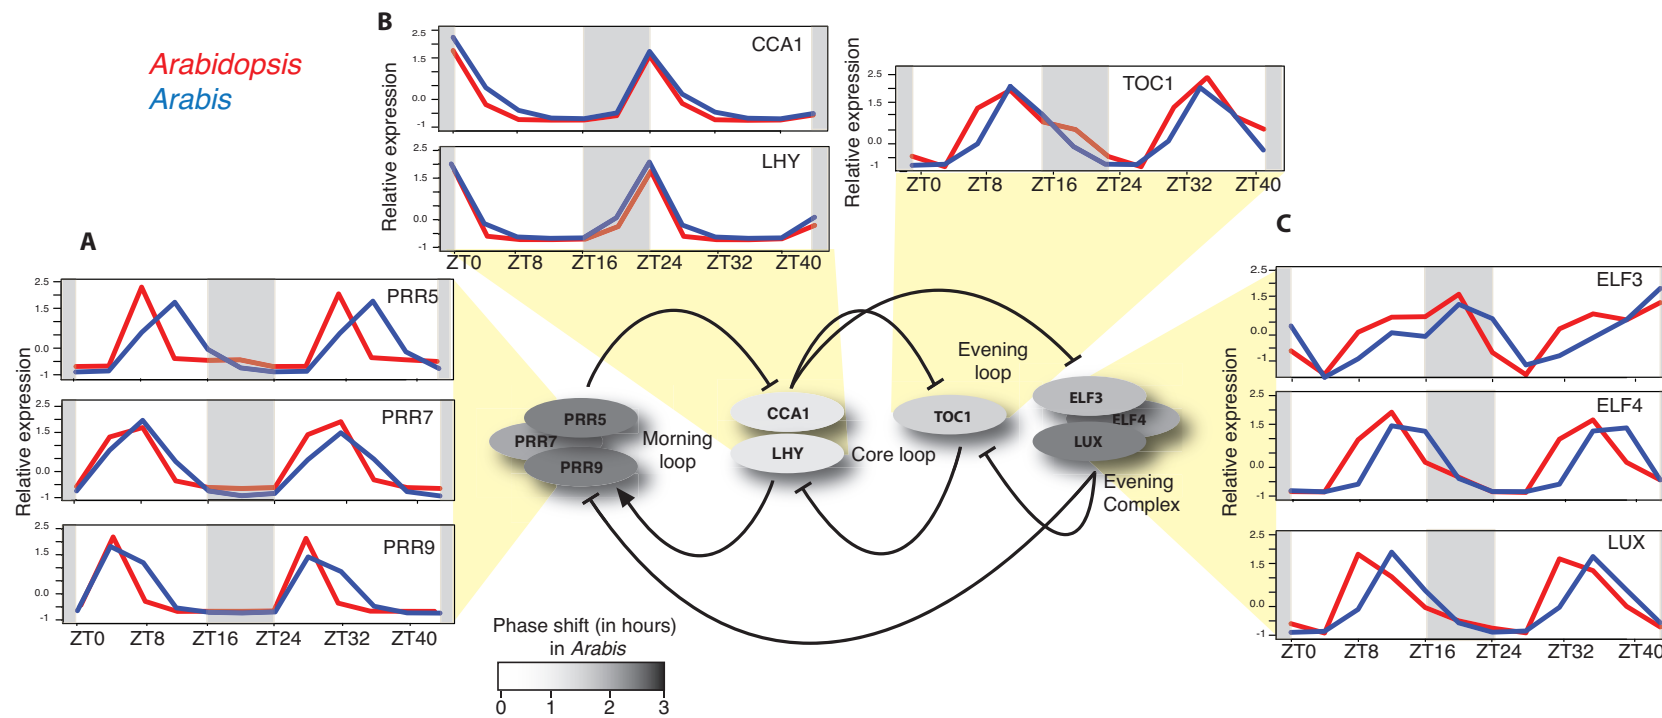 Arabidopsis
Arabis
B
Relative expression
2.5
1.5
0.0
-1
CCA1
Relative expression
2.5
1.5
0.0
-1
LHY
ZT0 ZT8 ZT16 ZT24 ZT32 ZT40
Relative expression
2.5
1.5
0.0
-1
TOC1
ZT0 ZT8 ZT16 ZT24 ZT32 ZT40
A
Relative expression
2.5
1.5
0.0
-1
PRR5
2.5
1.5
0.0
-1
PRR7
2.5
1.5
0.0
-1
PRR9
ZT0 ZT8 ZT16 ZT24 ZT32 ZT40
C
Relative expression
2.5
1.5
0.0
-1
ELF3
2.5
1.5
0.0
-1
ELF4
2.5
1.5
0.0
-1
LUX
ZT0 ZT8 ZT16 ZT24 ZT32 ZT40
PRR5
PRR7
PRR9
Morning
loop
CCA1
LHY
Core loop
TOC1
Evening
loop
ELF3
ELF4
LUX
Evening
Complex
Phase shift (in hours)
in Arabis
0 1 2 3